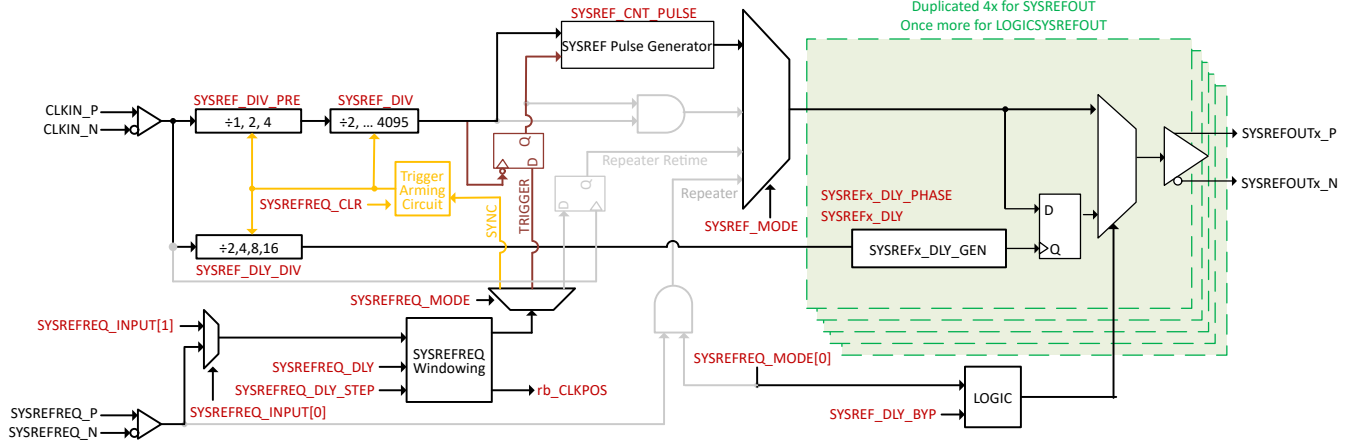 Duplicated 4x for SYSREFOUT
Once more for LOGICSYSREFOUT
SYSREF_CNT_PULSE
SYSREF Pulse Generator
CLKIN_P
CLKIN_N
SYSREF_DIV_PRE
÷1, 2, 4
SYSREF_DIV
÷2, ... 4095
Q
D
Trigger
Arming
Circuit
SYSREFREQ_CLR
SYNC
TRIGGER
Repeater Retime
Q
D
Repeater
SYSREF_MODE
SYSREFx_DLY_PHASE
SYSREFx_DLY
SYSREFx_DLY_GEN
D
Q
SYSREFOUTx_P
SYSREFOUTx_N
÷2,4,8,16
SYSREF_DLY_DIV
SYSREFREQ_MODE
SYSREFREQ_INPUT[1]
SYSREFREQ
Windowing
SYSREFREQ_DLY
SYSREFREQ_DLY_STEP
rb_CLKPOS
SYSREFREQ_INPUT[0]
SYSREFREQ_P
SYSREFREQ_N
SYSREFREQ_MODE[0]
SYSREF_DLY_BYP
LOGIC